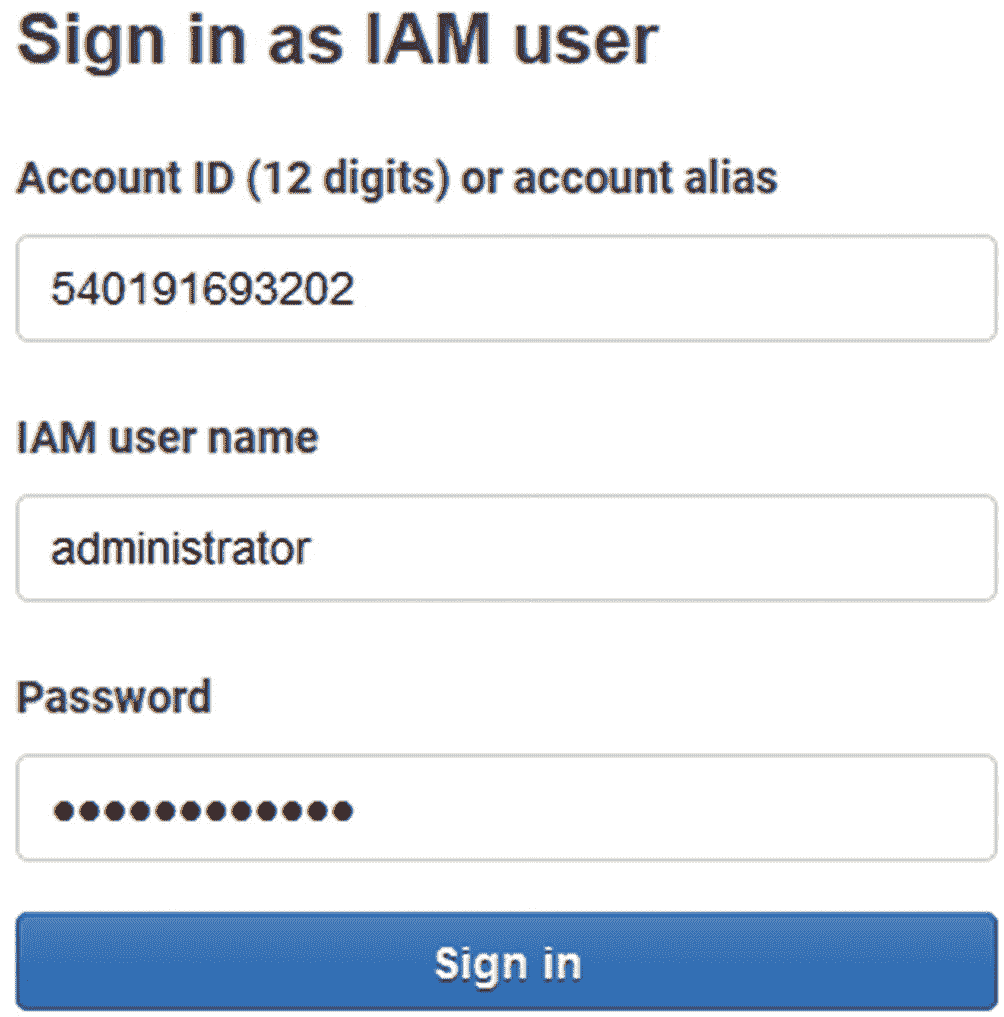 Sign in as IAM user
Account ID (12 digits) or account alias
540191693202
IAM user name
administrator
Password
••••••••••••
Sign in